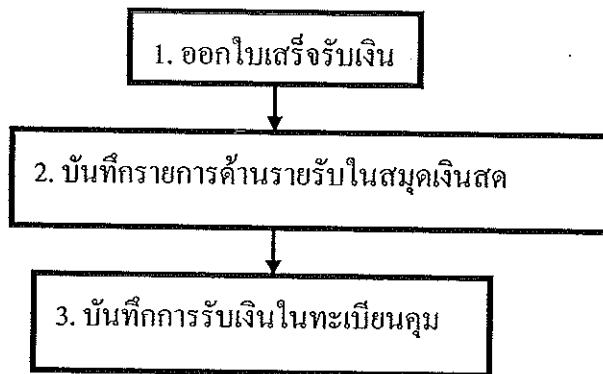 1. ออกใบเสร็จรับเงิน
2. บันทึกรายการด้านรายรับในสมุดเงินสด
3. บันทึกการรับเงินในทะเบียนคุม